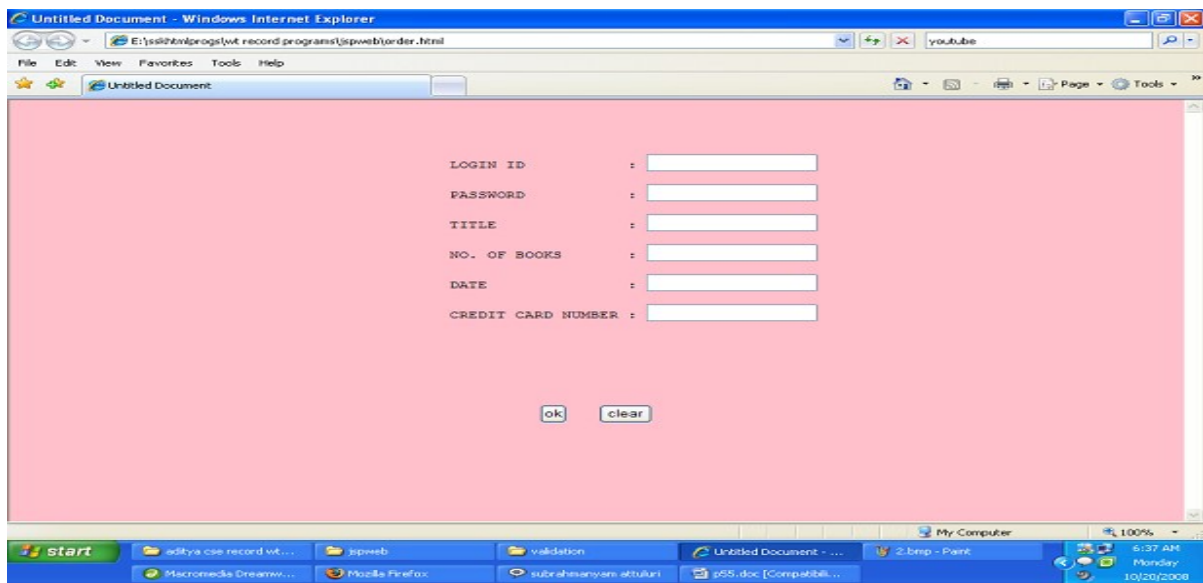 Untitled Document - Windows Internet Explorer
E:\sski\htmlprogs\wt record programs\jspweb\order.html
youtube
File Edit View Favorites Tools Help
Untitled Document
Page Tools
LOGIN ID :
PASSWORD :
TITLE :
NO. OF BOOKS :
DATE :
CREDIT CARD NUMBER :
ok clear
My Computer 100%
start
aditya cse record wt... jspweb validation Untitled Document - ... 2.bmp - Paint 6:37 AM
Monday
Macromedia Dreamw... Mozilla Firefox subrahmanyam attuluri p55.doc [Compatibili... 10/20/2008